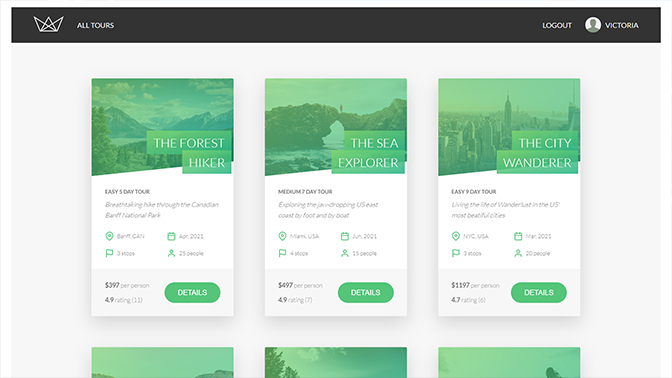 ALL TOURS
LOGOUT
VICTORIA
THE FOREST
HIKER
EASY 5 DAY TOUR
Breathtaking hike through the Canadian
Banff National Park
Banff, CAN
Apr, 2021
3 stops
25 people
$397 per person
4.9 rating (11)
DETAILS
THE SEA
EXPLORER
MEDIUM 7 DAY TOUR
Exploring the jaw-dropping US east
coast by foot and by boat
Miami, USA
Jun, 2021
4 stops
15 people
$497 per person
4.9 rating (7)
DETAILS
THE CITY
WANDERER
EASY 9 DAY TOUR
Living the life of Wanderlust in the US'
most beatiful cities
NYC, USA
Mar, 2021
3 stops
20 people
$1197 per person
4.7 rating (6)
DETAILS